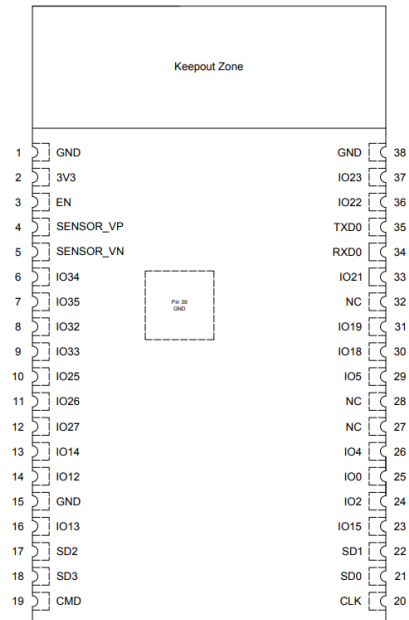 Keepout Zone
1 GND GND 38
2 3V3 IO23 37
3 EN IO22 36
4 SENSOR_VP TXD0 35
5 SENSOR_VN RXD0 34
6 IO34 IO21 33
7 IO35 Pin 39 NC 32
GND
8 IO32 IO19 31
9 IO33 IO18 30
10 IO25 IO5 29
11 IO26 NC 28
12 IO27 NC 27
13 IO14 IO4 26
14 IO12 IO0 25
15 GND IO2 24
16 IO13 IO15 23
17 SD2 SD1 22
18 SD3 SD0 21
19 CMD CLK 20